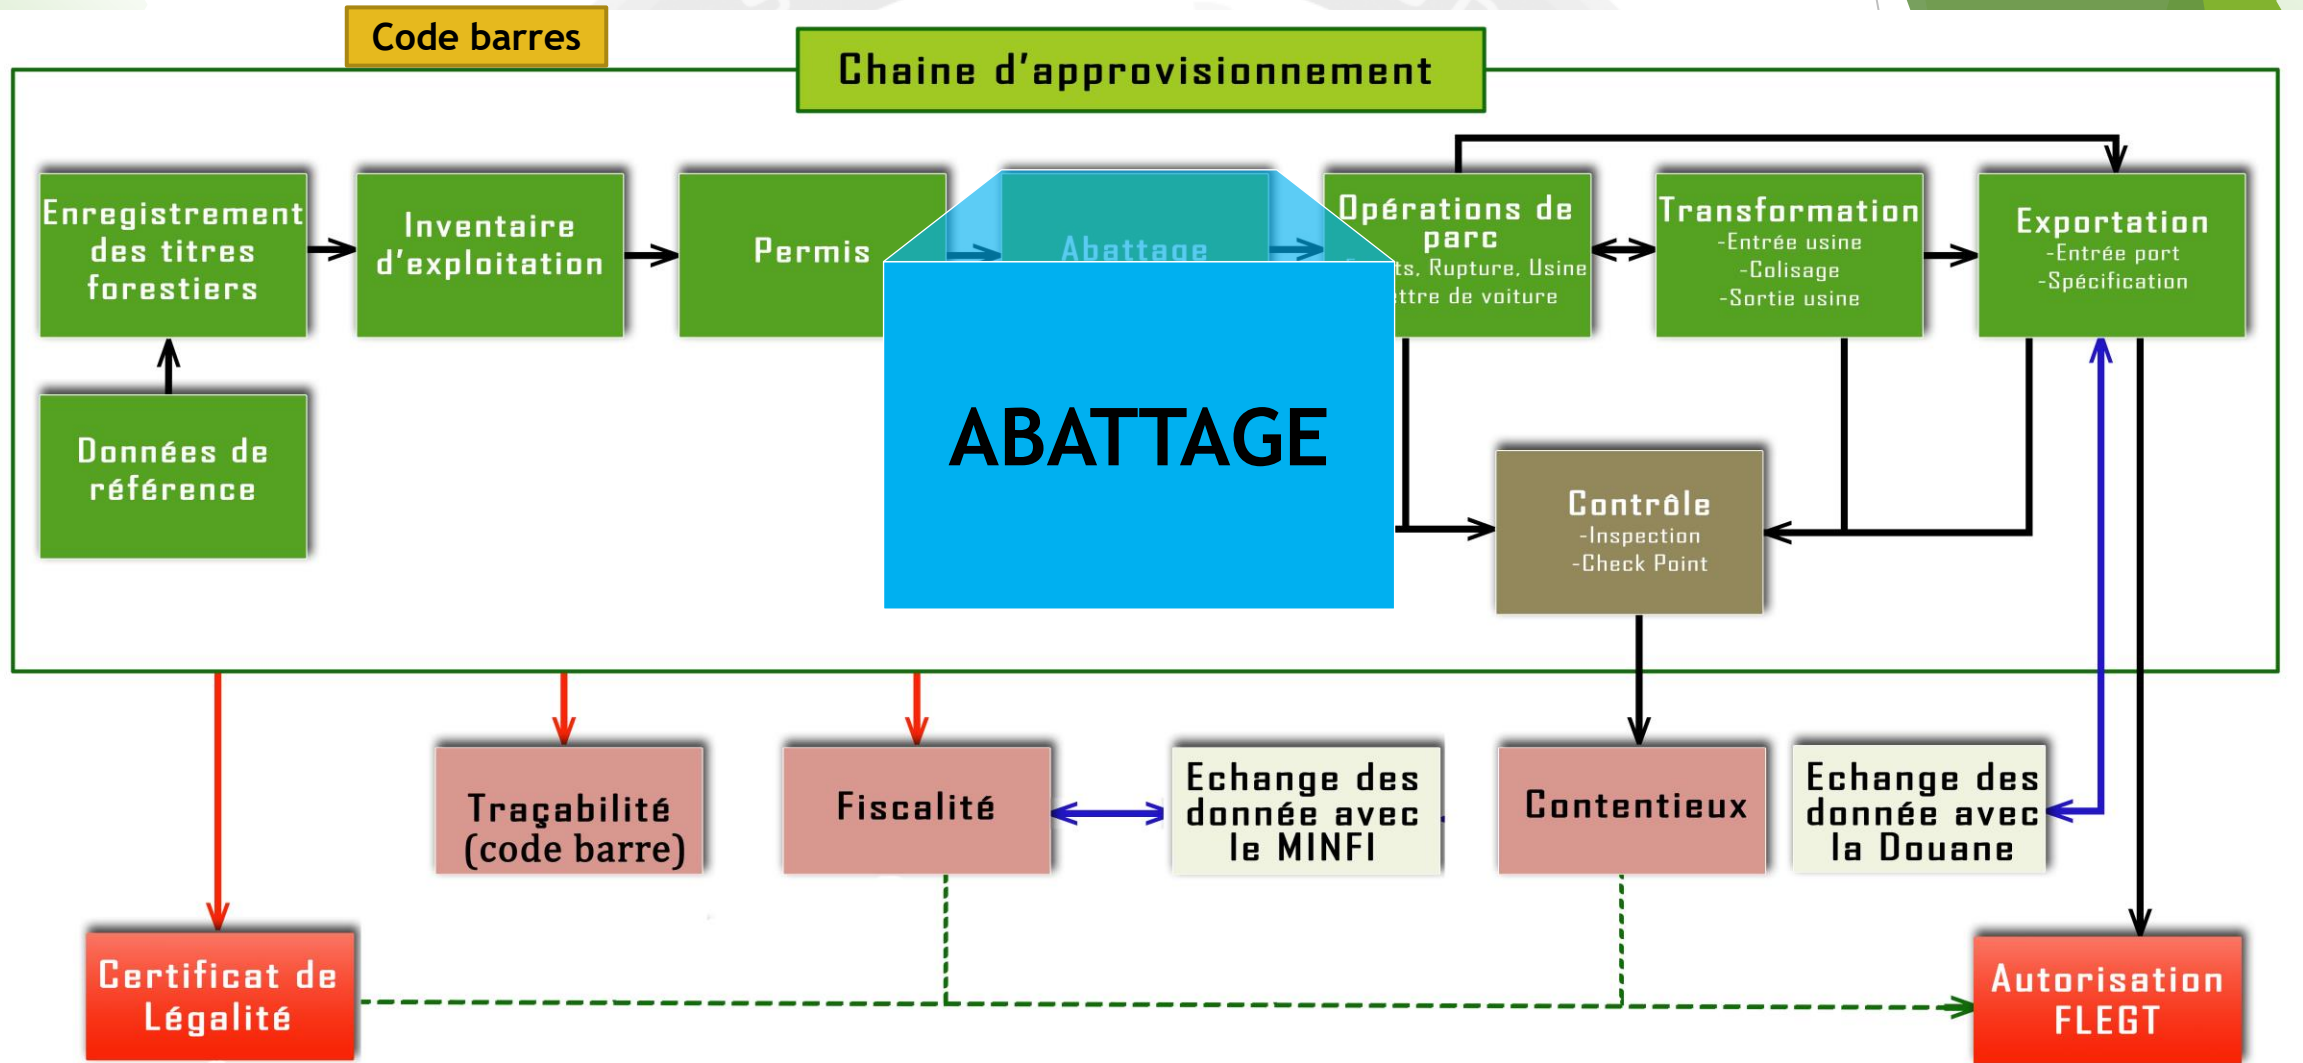 Code barres
Chaine d'approvisionnement
Enregistrement
des titres
forestiers
Inventaire
d'exploitation
Permis
Abattage
Opérations de
parc
Rupture, Usine
de voiture
Transformation
-Entrée usine
-Colisage
-Sortie usine
Exportation
-Entrée port
-Spécification
ABATTAGE
Données de
référence
Contrôle
-Inspection
-Check Point
Traçabilité
(code barre)
Fiscalité
Echange des
donnée avec
le MINFI
Contentieux
Echange des
donnée avec
la Douane
Certificat de
Légalité
Autorisation
FLEGT